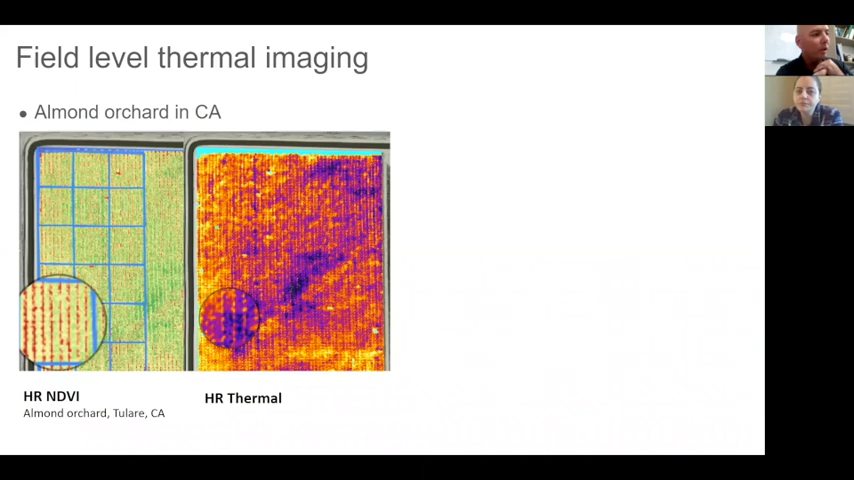 Field level thermal imaging
● Almond orchard in CA
HR NDVI
Almond orchard, Tulare, CA
HR Thermal